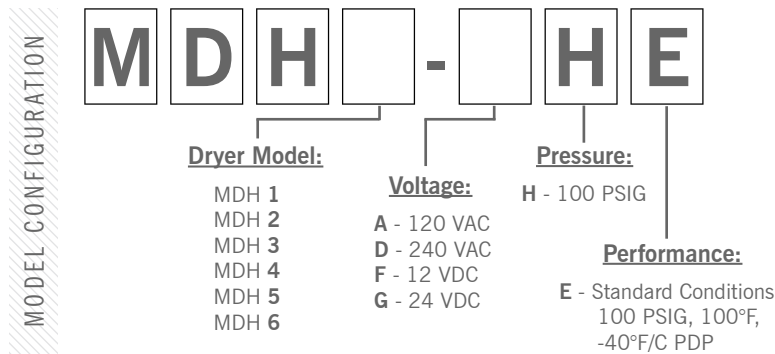 MODEL CONFIGURATION
M D H - H E
Dryer Model:
MDH 1
MDH 2
MDH 3
MDH 4
MDH 5
MDH 6
Voltage:
A - 120 VAC
D - 240 VAC
F - 12 VDC
G - 24 VDC
Pressure:
H - 100 PSIG
Performance:
E - Standard Conditions
100 PSIG, 100°F,
-40°F/C PDP